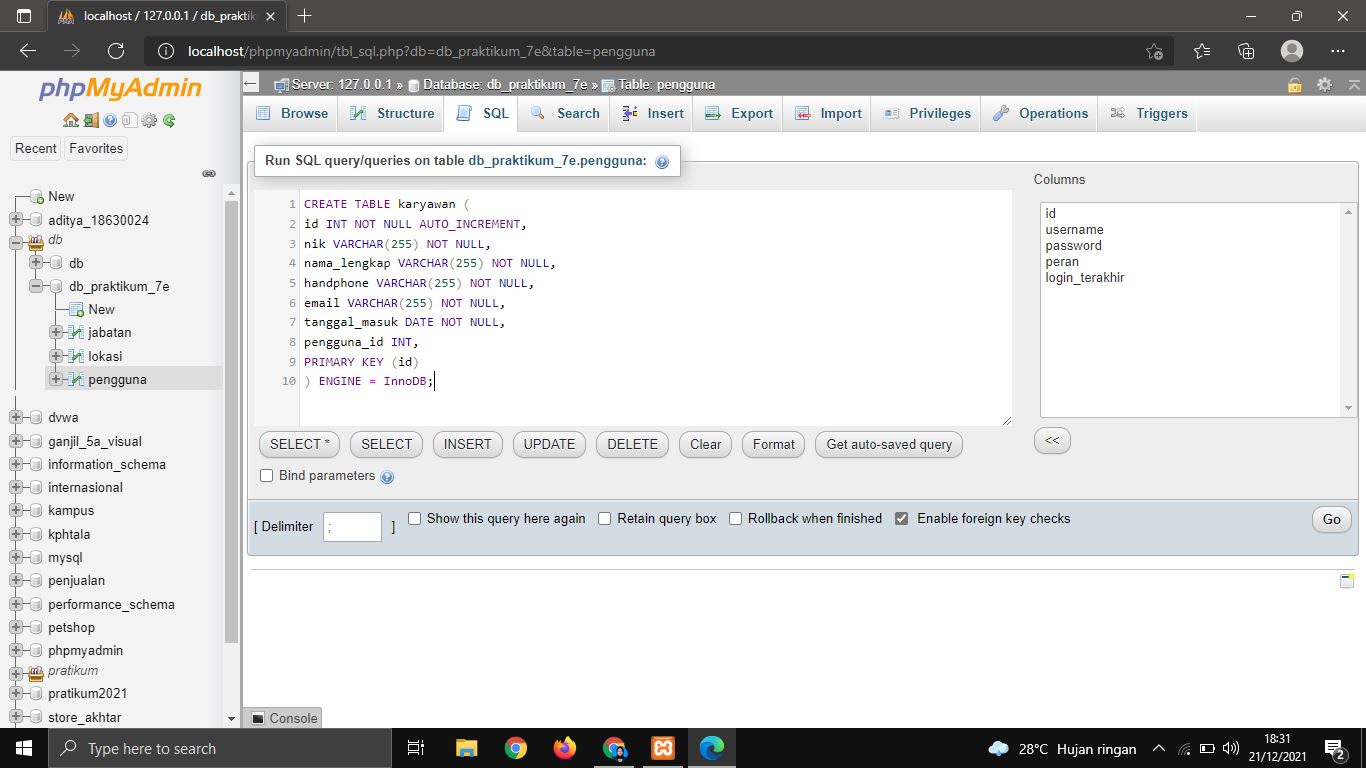 localhost / 127.0.0.1 / db_praktik
localhost/phpmyadmin/tbl_sql.php?db=db_praktikum_7e&table=pengguna
phpMyAdmin
Recent
Favorites
New
aditya_18630024
db
db
db_praktikum_7e
New
jabatan
lokasi
pengguna
dvwa
ganjil_5a_visual
information_schema
internasional
kampus
kphtala
mysql
penjualan
performance_schema
petshop
phpmyadmin
pratikum
pratikum2021
store_akhtar
Server: 127.0.0.1 » Database: db_praktikum_7e » Table: pengguna
Browse Structure SQL Search Insert Export Import Privileges Operations Triggers
Run SQL query/queries on table db_praktikum_7e.pengguna:
1 CREATE TABLE karyawan (
2 id INT NOT NULL AUTO_INCREMENT,
3 nik VARCHAR(255) NOT NULL,
4 nama_lengkap VARCHAR(255) NOT NULL,
5 handphone VARCHAR(255) NOT NULL,
6 email VARCHAR(255) NOT NULL,
7 tanggal_masuk DATE NOT NULL,
8 pengguna_id INT,
9 PRIMARY KEY (id)
10 ) ENGINE = InnoDB;
Columns
id
username
password
peran
login_terakhir
SELECT * SELECT INSERT UPDATE DELETE Clear Format Get auto-saved query
<<
Bind parameters
[ Delimiter ; ] Show this query here again Retain query box Rollback when finished Enable foreign key checks Go
Console
Type here to search
28°C Hujan ringan
18:31
21/12/2021
2